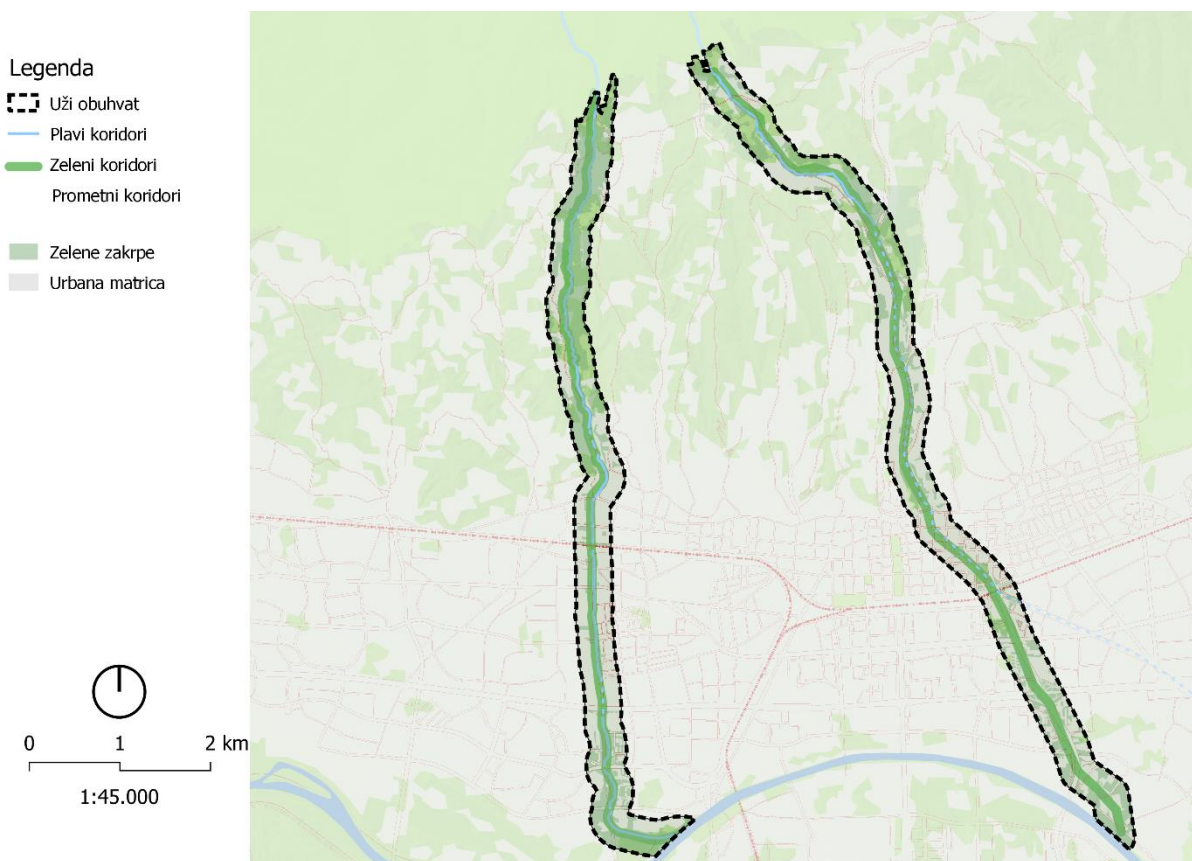 Legenda
Uži obuhvat
Plavi koridori
Zeleni koridori
Prometni koridori
Zelene zakrpe
Urbana matrica
0 1 2 km
1:45.000